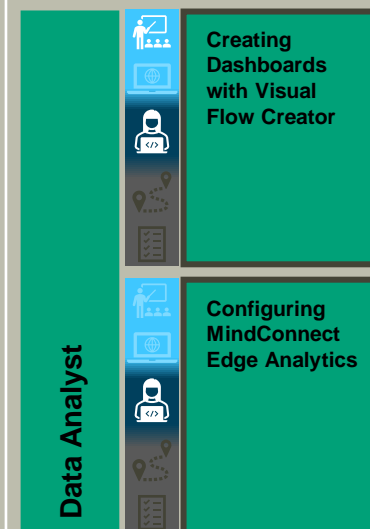 Creating
Dashboards
with Visual
Flow Creator
Configuring
MindConnect
Edge Analytics
Data Analyst